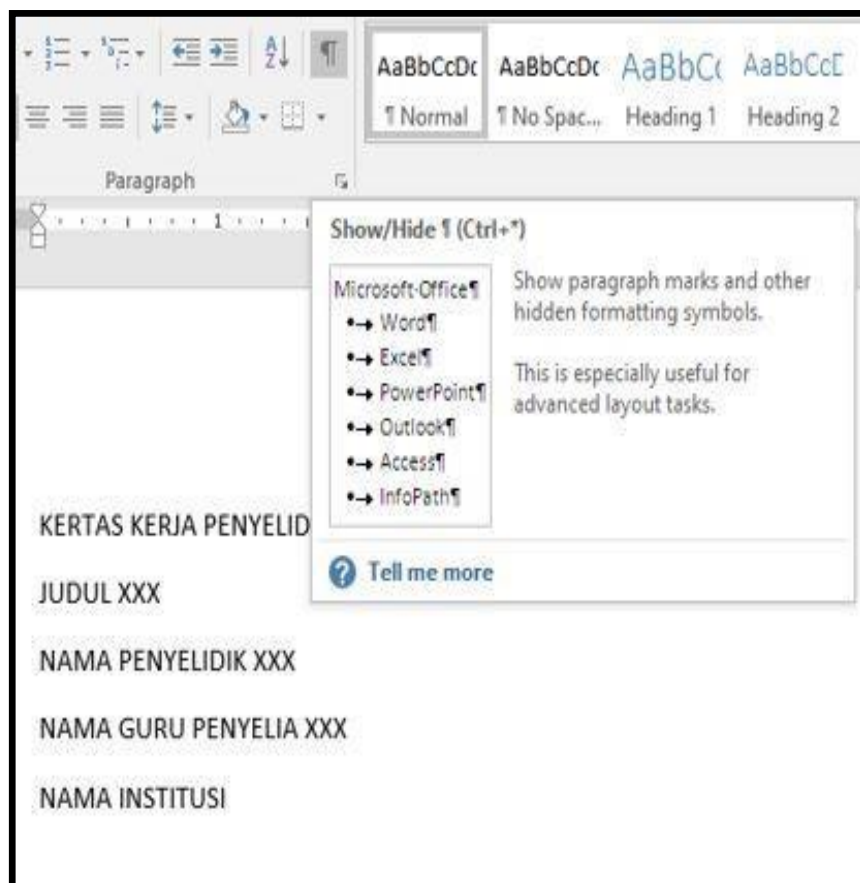 AaBbCcDc AaBbCcDc AaBbC( AaBbCcE
¶ Normal ¶ No Spac... Heading 1 Heading 2
Paragraph
1
Show/Hide ¶ (Ctrl+*)
Microsoft·Office¶
Word¶
Excel¶
PowerPoint¶
Outlook¶
Access¶
InfoPath¶
Show paragraph marks and other
hidden formatting symbols.
This is especially useful for
advanced layout tasks.
Tell me more
KERTAS KERJA PENYELID
JUDUL XXX
NAMA PENYELIDIK XXX
NAMA GURU PENYELIA XXX
NAMA INSTITUSI